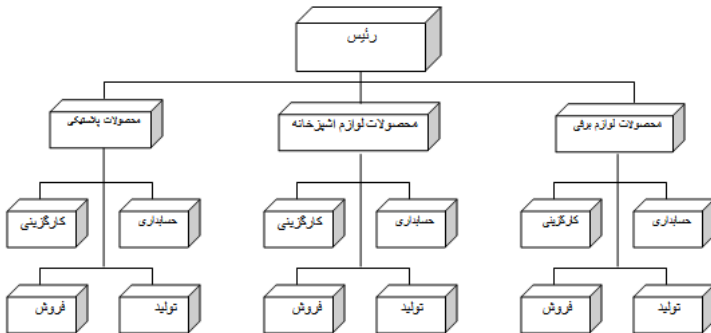 رئیس
محصولات لوازم برقی
محصولات لوازم اشپزخانه
محصولات پلاستیکی
حسابداری
کارگزینی
حسابداری
کارگزینی
حسابداری
کارگزینی
تولید
فروش
تولید
فروش
تولید
فروش